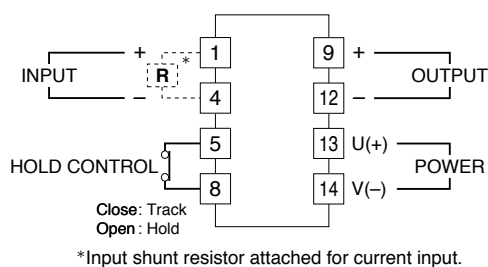 INPUT + R * 1 9 + OUTPUT
– 4 12 –
HOLD CONTROL 5 13 U(+) POWER
8 14 V(–)
Close: Track
Open : Hold
*Input shunt resistor attached for current input.